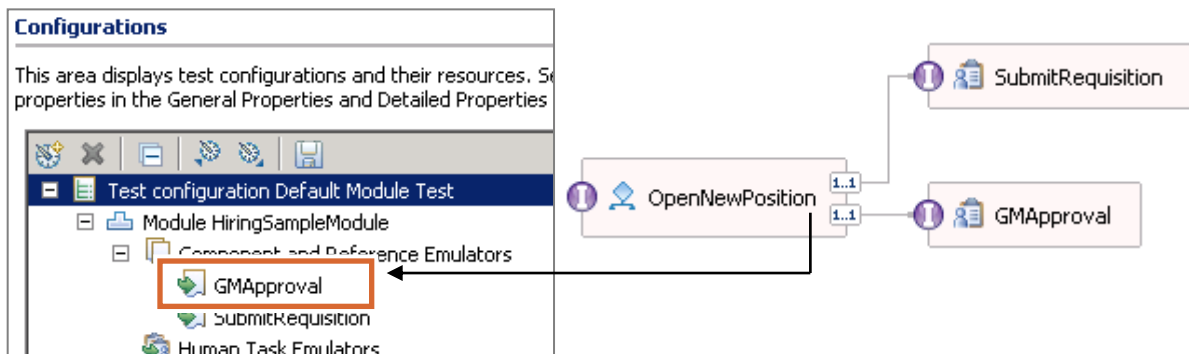 Configurations
This area displays test configurations and their resources. Se
properties in the General Properties and Detailed Properties
Test configuration Default Module Test
Module HiringSampleModule
Component and Reference Emulators
GMApproval
SubmitRequisition
Human Task Emulators
SubmitRequisition
OpenNewPosition
1..1
1..1
GMApproval